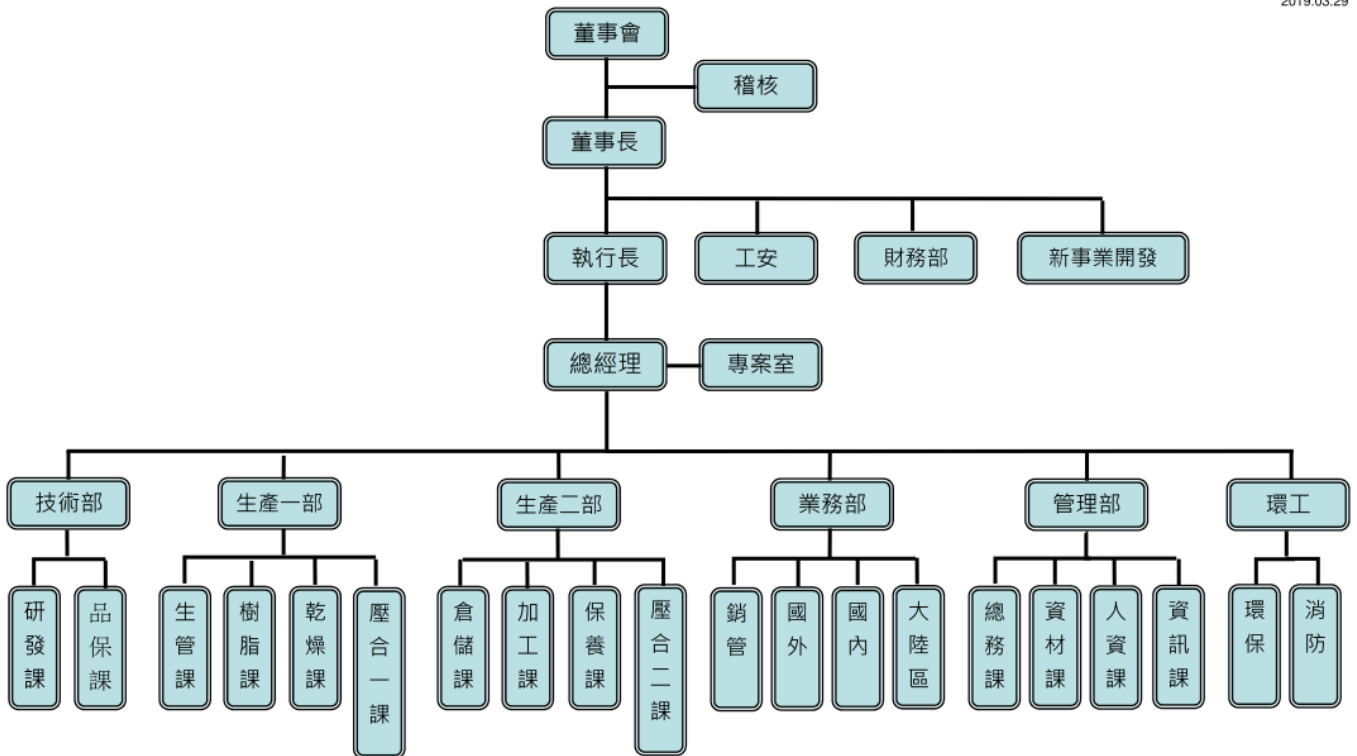 2019.03.29
董事會
稽核
董事長
執行長
工安
財務部
新事業開發
總經理
專案室
技術部
生產一部
生產二部
業務部
管理部
環工
研發課
品保課
生管課
樹脂課
乾燥課
壓合一課
倉儲課
加工課
保養課
壓合二課
銷管
國外
國內
大陸區
總務課
資材課
人資課
資訊課
環保
消防